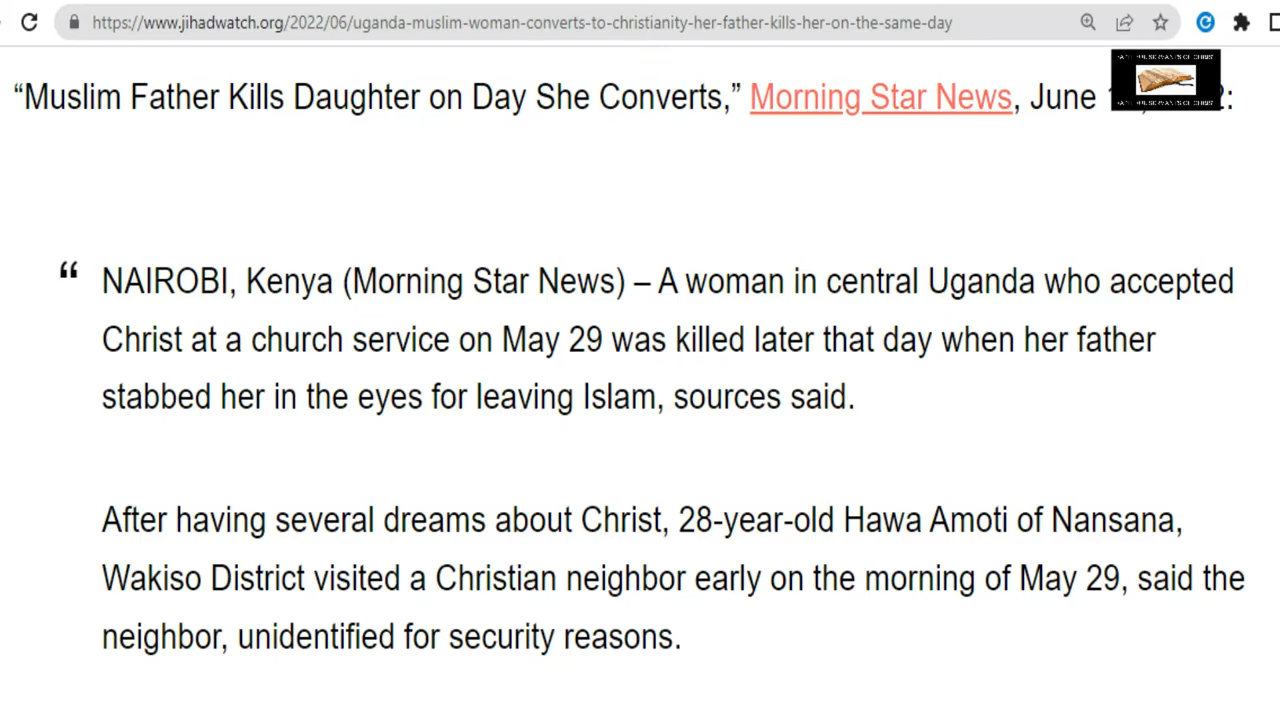 https://www.jihadwatch.org/2022/06/uganda-muslim-woman-converts-to-christianity-her-father-kills-her-on-the-same-day
“Muslim Father Kills Daughter on Day She Converts,” Morning Star News, June
“ NAIROBI, Kenya (Morning Star News) – A woman in central Uganda who accepted
Christ at a church service on May 29 was killed later that day when her father
stabbed her in the eyes for leaving Islam, sources said.
After having several dreams about Christ, 28-year-old Hawa Amoti of Nansana,
Wakiso District visited a Christian neighbor early on the morning of May 29, said the
neighbor, unidentified for security reasons.